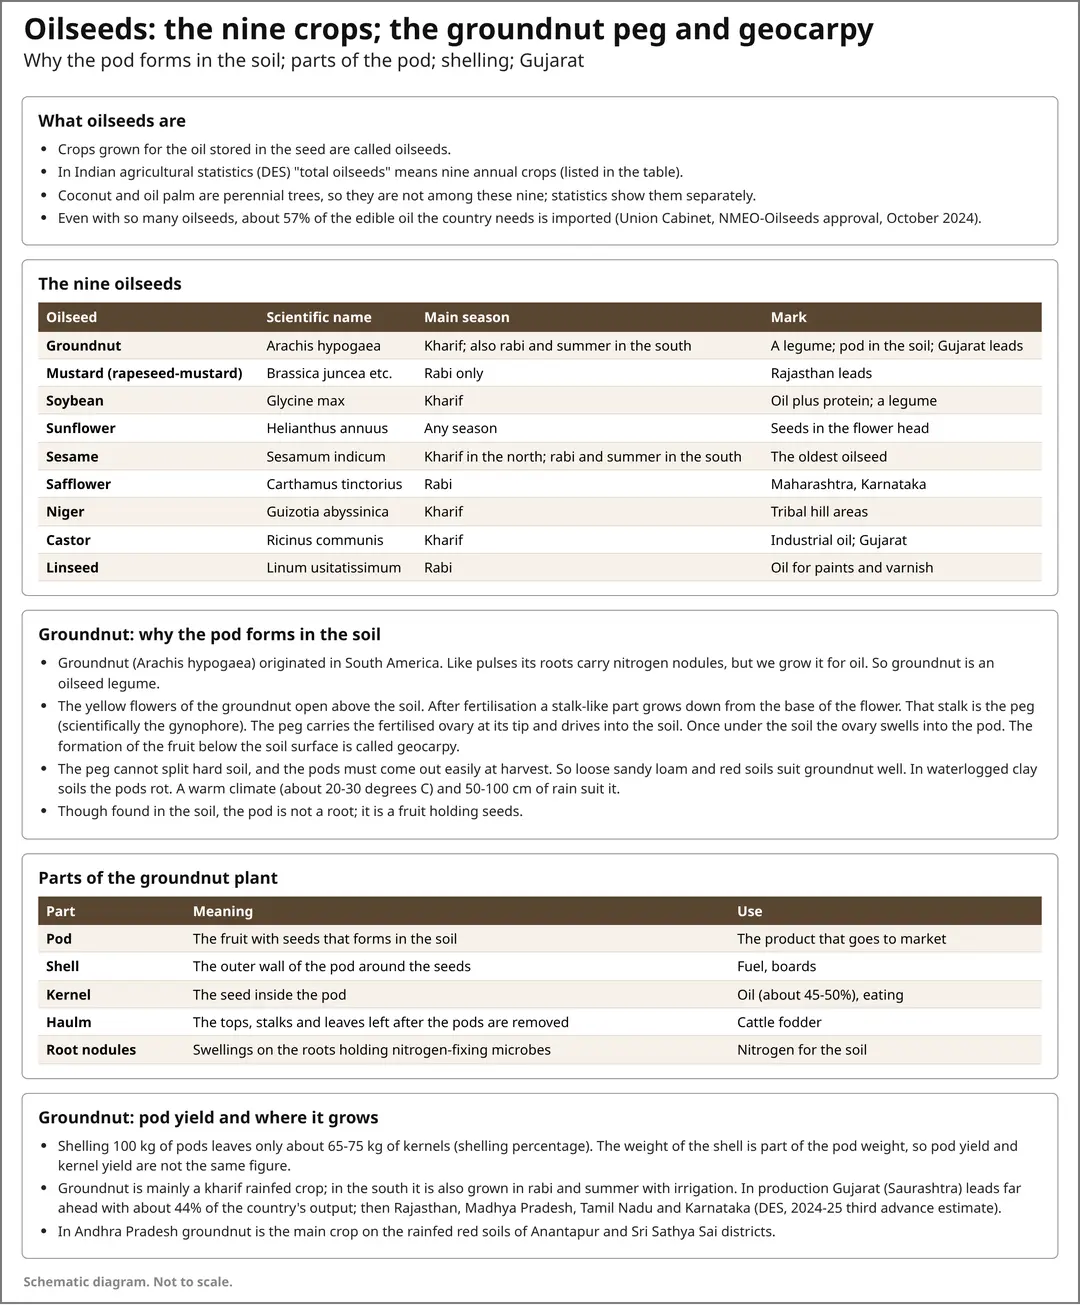 Oilseeds: the nine crops; the groundnut peg and geocarpy
Why the pod forms in the soil; parts of the pod; shelling; Gujarat
What oilseeds are
• Crops grown for the oil stored in the seed are called oilseeds.
• In Indian agricultural statistics (DES) "total oilseeds" means nine annual crops (listed in the table).
• Coconut and oil palm are perennial trees, so they are not among these nine; statistics show them separately.
• Even with so many oilseeds, about 57% of the edible oil the country needs is imported (Union Cabinet, NMEO-Oilseeds approval, October 2024).
The nine oilseeds
Oilseed Scientific name Main season Mark
Groundnut Arachis hypogaea Kharif; also rabi and summer in the south A legume; pod in the soil; Gujarat leads
Mustard (rapeseed-mustard) Brassica juncea etc. Rabi only Rajasthan leads
Soybean Glycine max Kharif Oil plus protein; a legume
Sunflower Helianthus annuus Any season Seeds in the flower head
Sesame Sesamum indicum Kharif in the north; rabi and summer in the south The oldest oilseed
Safflower Carthamus tinctorius Rabi Maharashtra, Karnataka
Niger Guizotia abyssinica Kharif Tribal hill areas
Castor Ricinus communis Kharif Industrial oil; Gujarat
Linseed Linum usitatissimum Rabi Oil for paints and varnish
Groundnut: why the pod forms in the soil
• Groundnut (Arachis hypogaea) originated in South America. Like pulses its roots carry nitrogen nodules, but we grow it for oil. So groundnut is an
oilseed legume.
• The yellow flowers of the groundnut open above the soil. After fertilisation a stalk-like part grows down from the base of the flower. That stalk is the peg
(scientifically the gynophore). The peg carries the fertilised ovary at its tip and drives into the soil. Once under the soil the ovary swells into the pod. The
formation of the fruit below the soil surface is called geocarpy.
• The peg cannot split hard soil, and the pods must come out easily at harvest. So loose sandy loam and red soils suit groundnut well. In waterlogged clay
soils the pods rot. A warm climate (about 20-30 degrees C) and 50-100 cm of rain suit it.
• Though found in the soil, the pod is not a root; it is a fruit holding seeds.
Parts of the groundnut plant
Part Meaning Use
Pod The fruit with seeds that forms in the soil The product that goes to market
Shell The outer wall of the pod around the seeds Fuel, boards
Kernel The seed inside the pod Oil (about 45-50%), eating
Haulm The tops, stalks and leaves left after the pods are removed Cattle fodder
Root nodules Swellings on the roots holding nitrogen-fixing microbes Nitrogen for the soil
Groundnut: pod yield and where it grows
• Shelling 100 kg of pods leaves only about 65-75 kg of kernels (shelling percentage). The weight of the shell is part of the pod weight, so pod yield and
kernel yield are not the same figure.
• Groundnut is mainly a kharif rainfed crop; in the south it is also grown in rabi and summer with irrigation. In production Gujarat (Saurashtra) leads far
ahead with about 44% of the country's output; then Rajasthan, Madhya Pradesh, Tamil Nadu and Karnataka (DES, 2024-25 third advance estimate).
• In Andhra Pradesh groundnut is the main crop on the rainfed red soils of Anantapur and Sri Sathya Sai districts.
Schematic diagram. Not to scale.